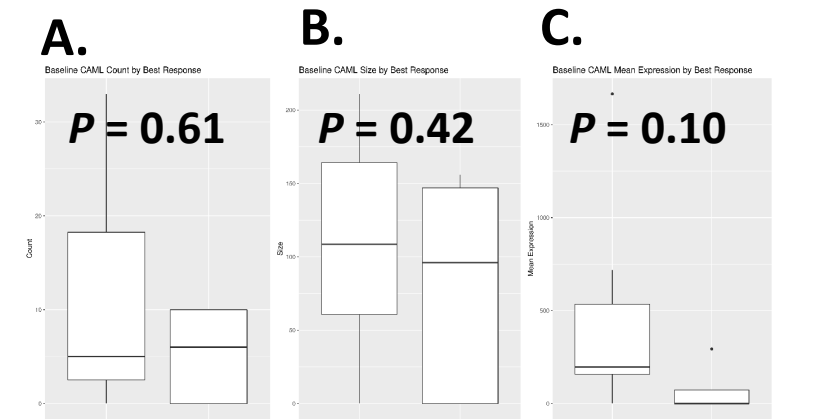 A.
B.
C.
Baseline CAML Count by Best Response
Baseline CAML Size by Best Response
Baseline CAML Mean Expression by Best Response
P = 0.61
P = 0.42
P = 0.10
Count
30
20
10
0
Size
200
150
100
50
0
Mean Expression
1500
1000
500
0